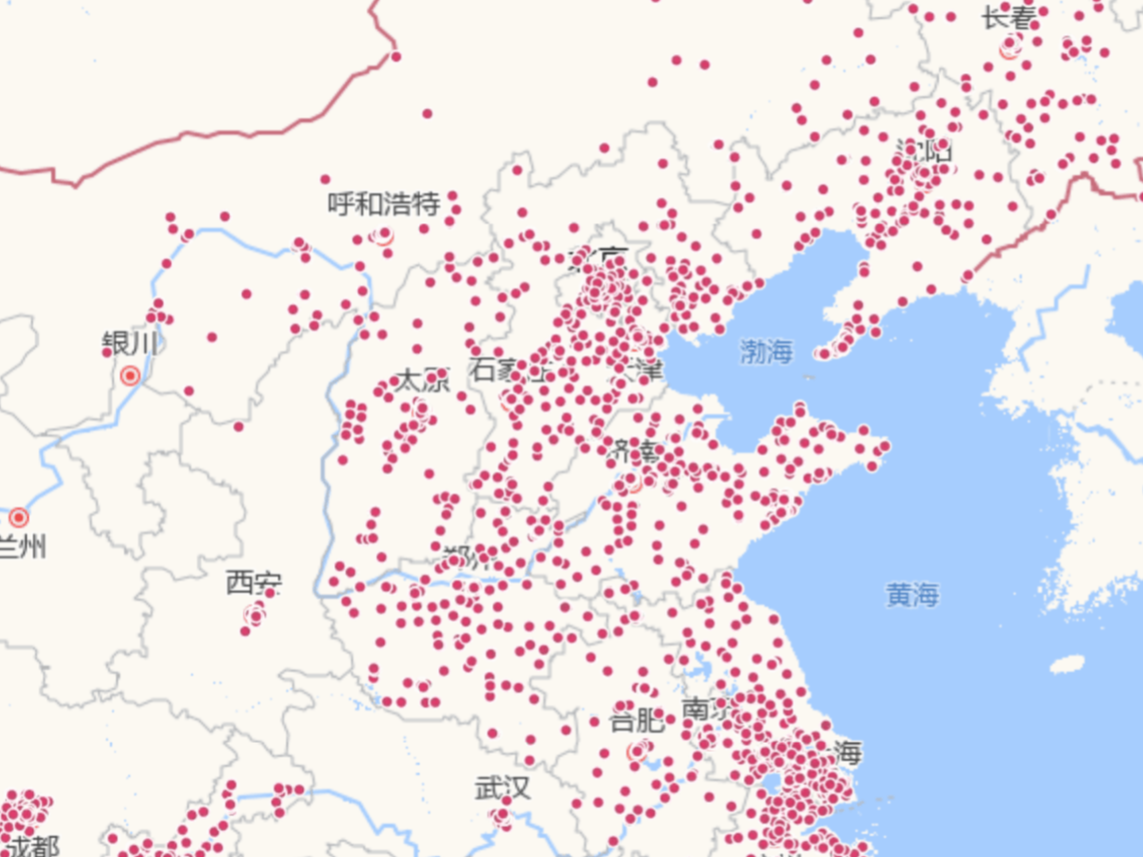 长春
沈阳
呼和浩特
北京
银川
渤海
太原
石家庄
天津
济南
兰州
郑州
西安
黄海
南京
合肥
海
武汉
成都